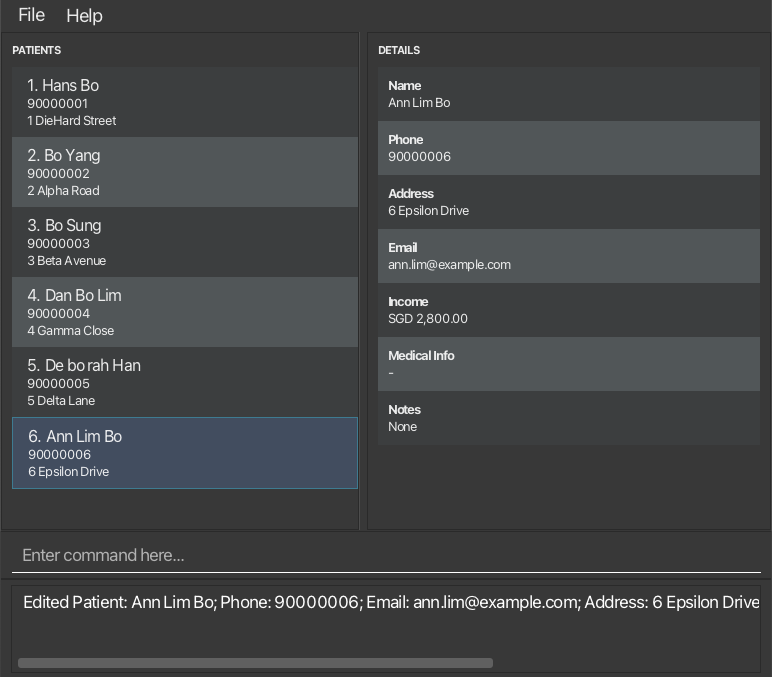 File Help
PATIENTS
1. Hans Bo
90000001
1 DieHard Street
2. Bo Yang
90000002
2 Alpha Road
3. Bo Sung
90000003
3 Beta Avenue
4. Dan Bo Lim
90000004
4 Gamma Close
5. De bo rah Han
90000005
5 Delta Lane
6. Ann Lim Bo
90000006
6 Epsilon Drive
DETAILS
Name
Ann Lim Bo
Phone
90000006
Address
6 Epsilon Drive
Email
ann.lim@example.com
Income
SGD 2,800.00
Medical Info
-
Notes
None
Enter command here...
Edited Patient: Ann Lim Bo; Phone: 90000006; Email: ann.lim@example.com; Address: 6 Epsilon Drive